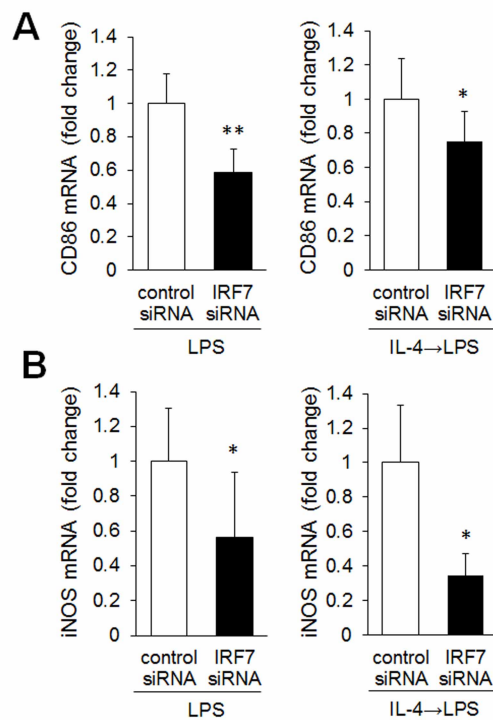 A
CD86 mRNA (fold change)
1.4
1.2
1
0.8
0.6
0.4
0.2
0
**
control siRNA
IRF7 siRNA
LPS
CD86 mRNA (fold change)
1.4
1.2
1
0.8
0.6
0.4
0.2
0
*
control siRNA
IRF7 siRNA
IL-4→LPS
B
iNOS mRNA (fold change)
1.4
1.2
1
0.8
0.6
0.4
0.2
0
*
control siRNA
IRF7 siRNA
LPS
iNOS mRNA (fold change)
1.4
1.2
1
0.8
0.6
0.4
0.2
0
*
control siRNA
IRF7 siRNA
IL-4→LPS